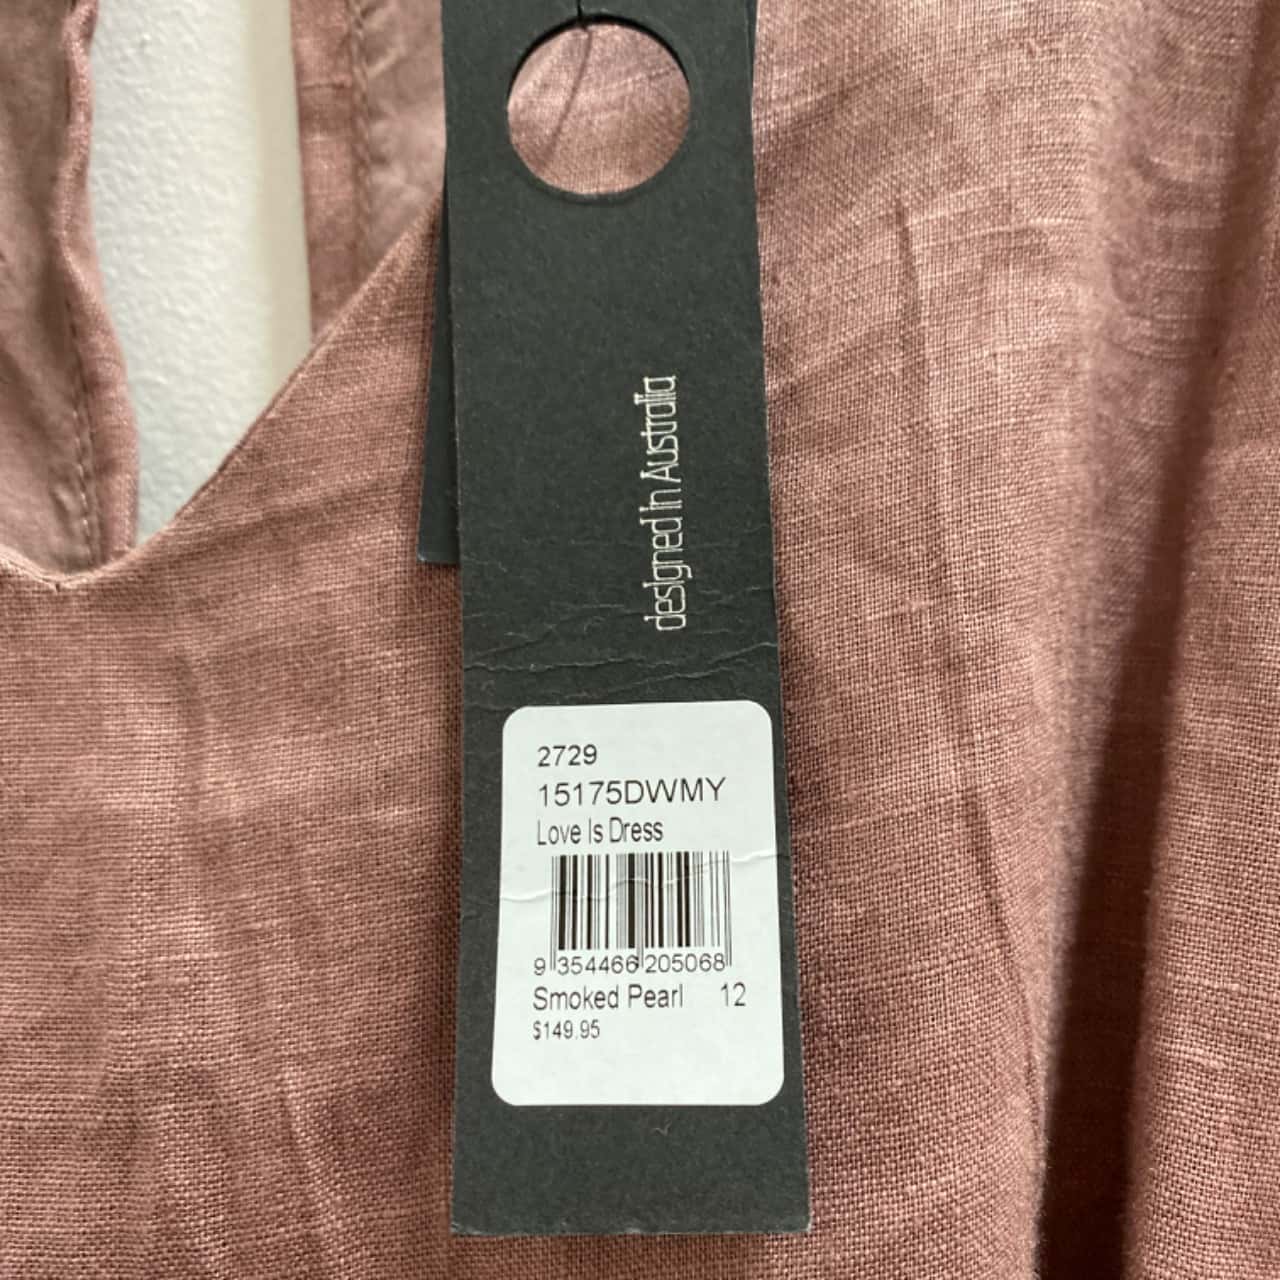 designed in Australia
2729
15175DWMY
Love Is Dress
9 354466 205068
Smoked Pearl 12
$149.95